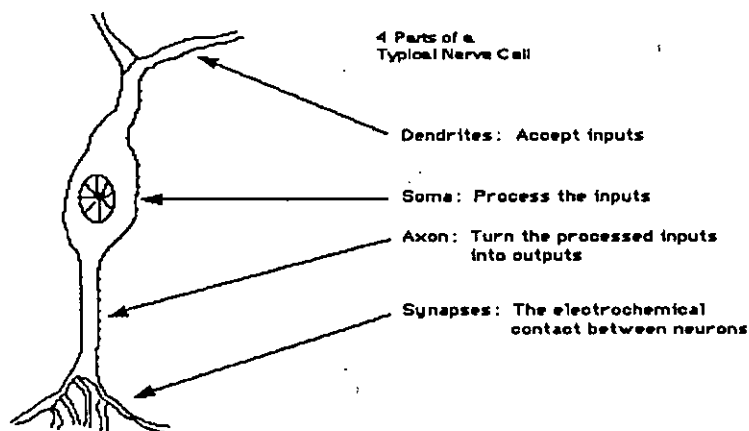 4 Parts of a
Typical Nerve Cell
Dendrites: Accept inputs
Soma: Process the inputs
Axon: Turn the processed inputs
into outputs
Synapses: The electrochemical
contact between neurons